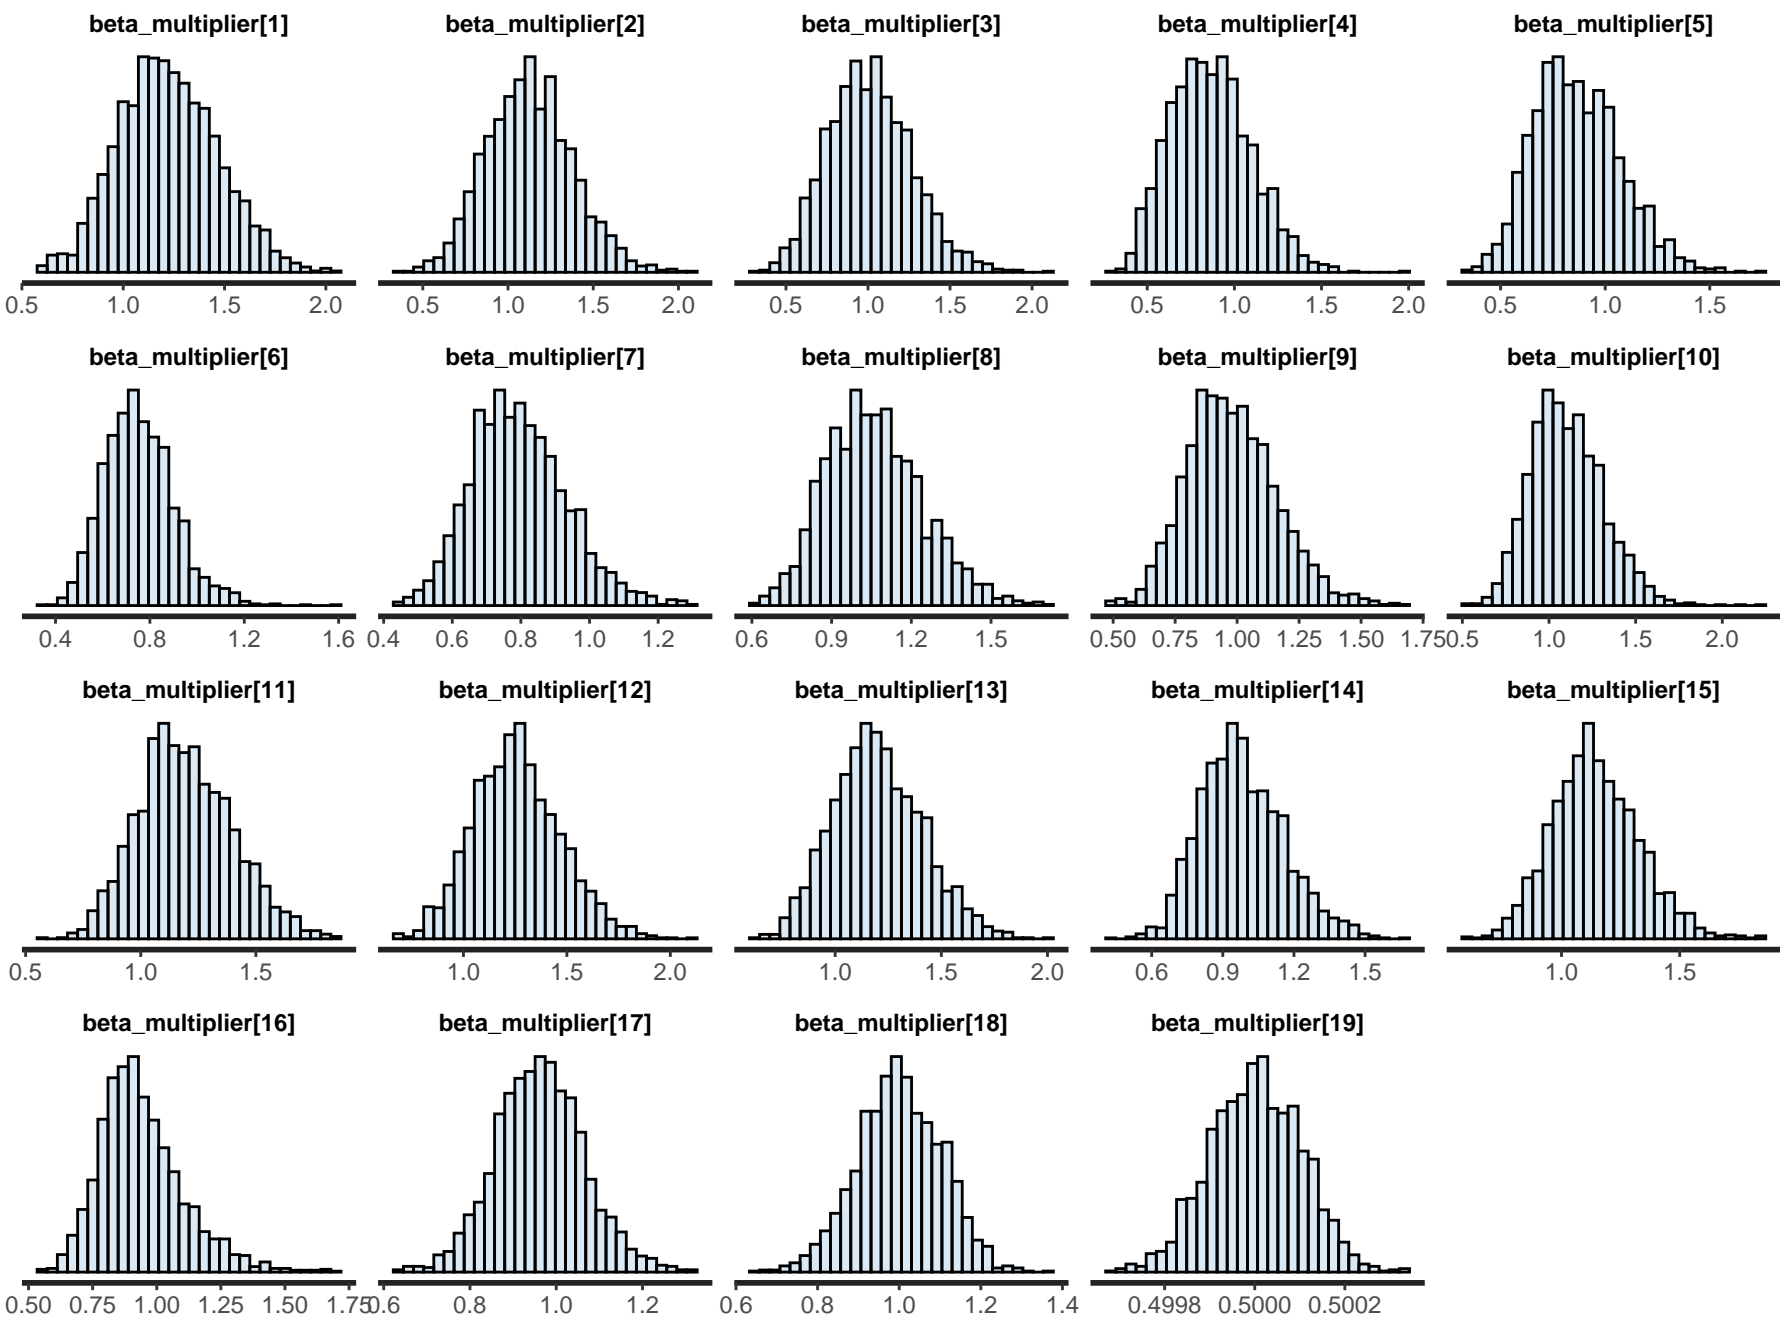 beta_multiplier[1] beta_multiplier[2] beta_multiplier[3] beta_multiplier[4] beta_multiplier[5]
0.5 1.0 1.5 2.0 0.5 1.0 1.5 2.0 0.5 1.0 1.5 2.0 0.5 1.0 1.5 2.0 0.5 1.0 1.5
beta_multiplier[6] beta_multiplier[7] beta_multiplier[8] beta_multiplier[9] beta_multiplier[10]
0.4 0.8 1.2 1.6 0.4 0.6 0.8 1.0 1.2 0.6 0.9 1.2 1.5 0.50 0.75 1.00 1.25 1.50 1.75 0.5 1.0 1.5 2.0
beta_multiplier[11] beta_multiplier[12] beta_multiplier[13] beta_multiplier[14] beta_multiplier[15]
0.5 1.0 1.5 1.0 1.5 2.0 1.0 1.5 2.0 0.6 0.9 1.2 1.5 1.0 1.5
beta_multiplier[16] beta_multiplier[17] beta_multiplier[18] beta_multiplier[19]
0.50 0.75 1.00 1.25 1.50 1.75 0.6 0.8 1.0 1.2 0.6 0.8 1.0 1.2 1.4 0.4998 0.5000 0.5002